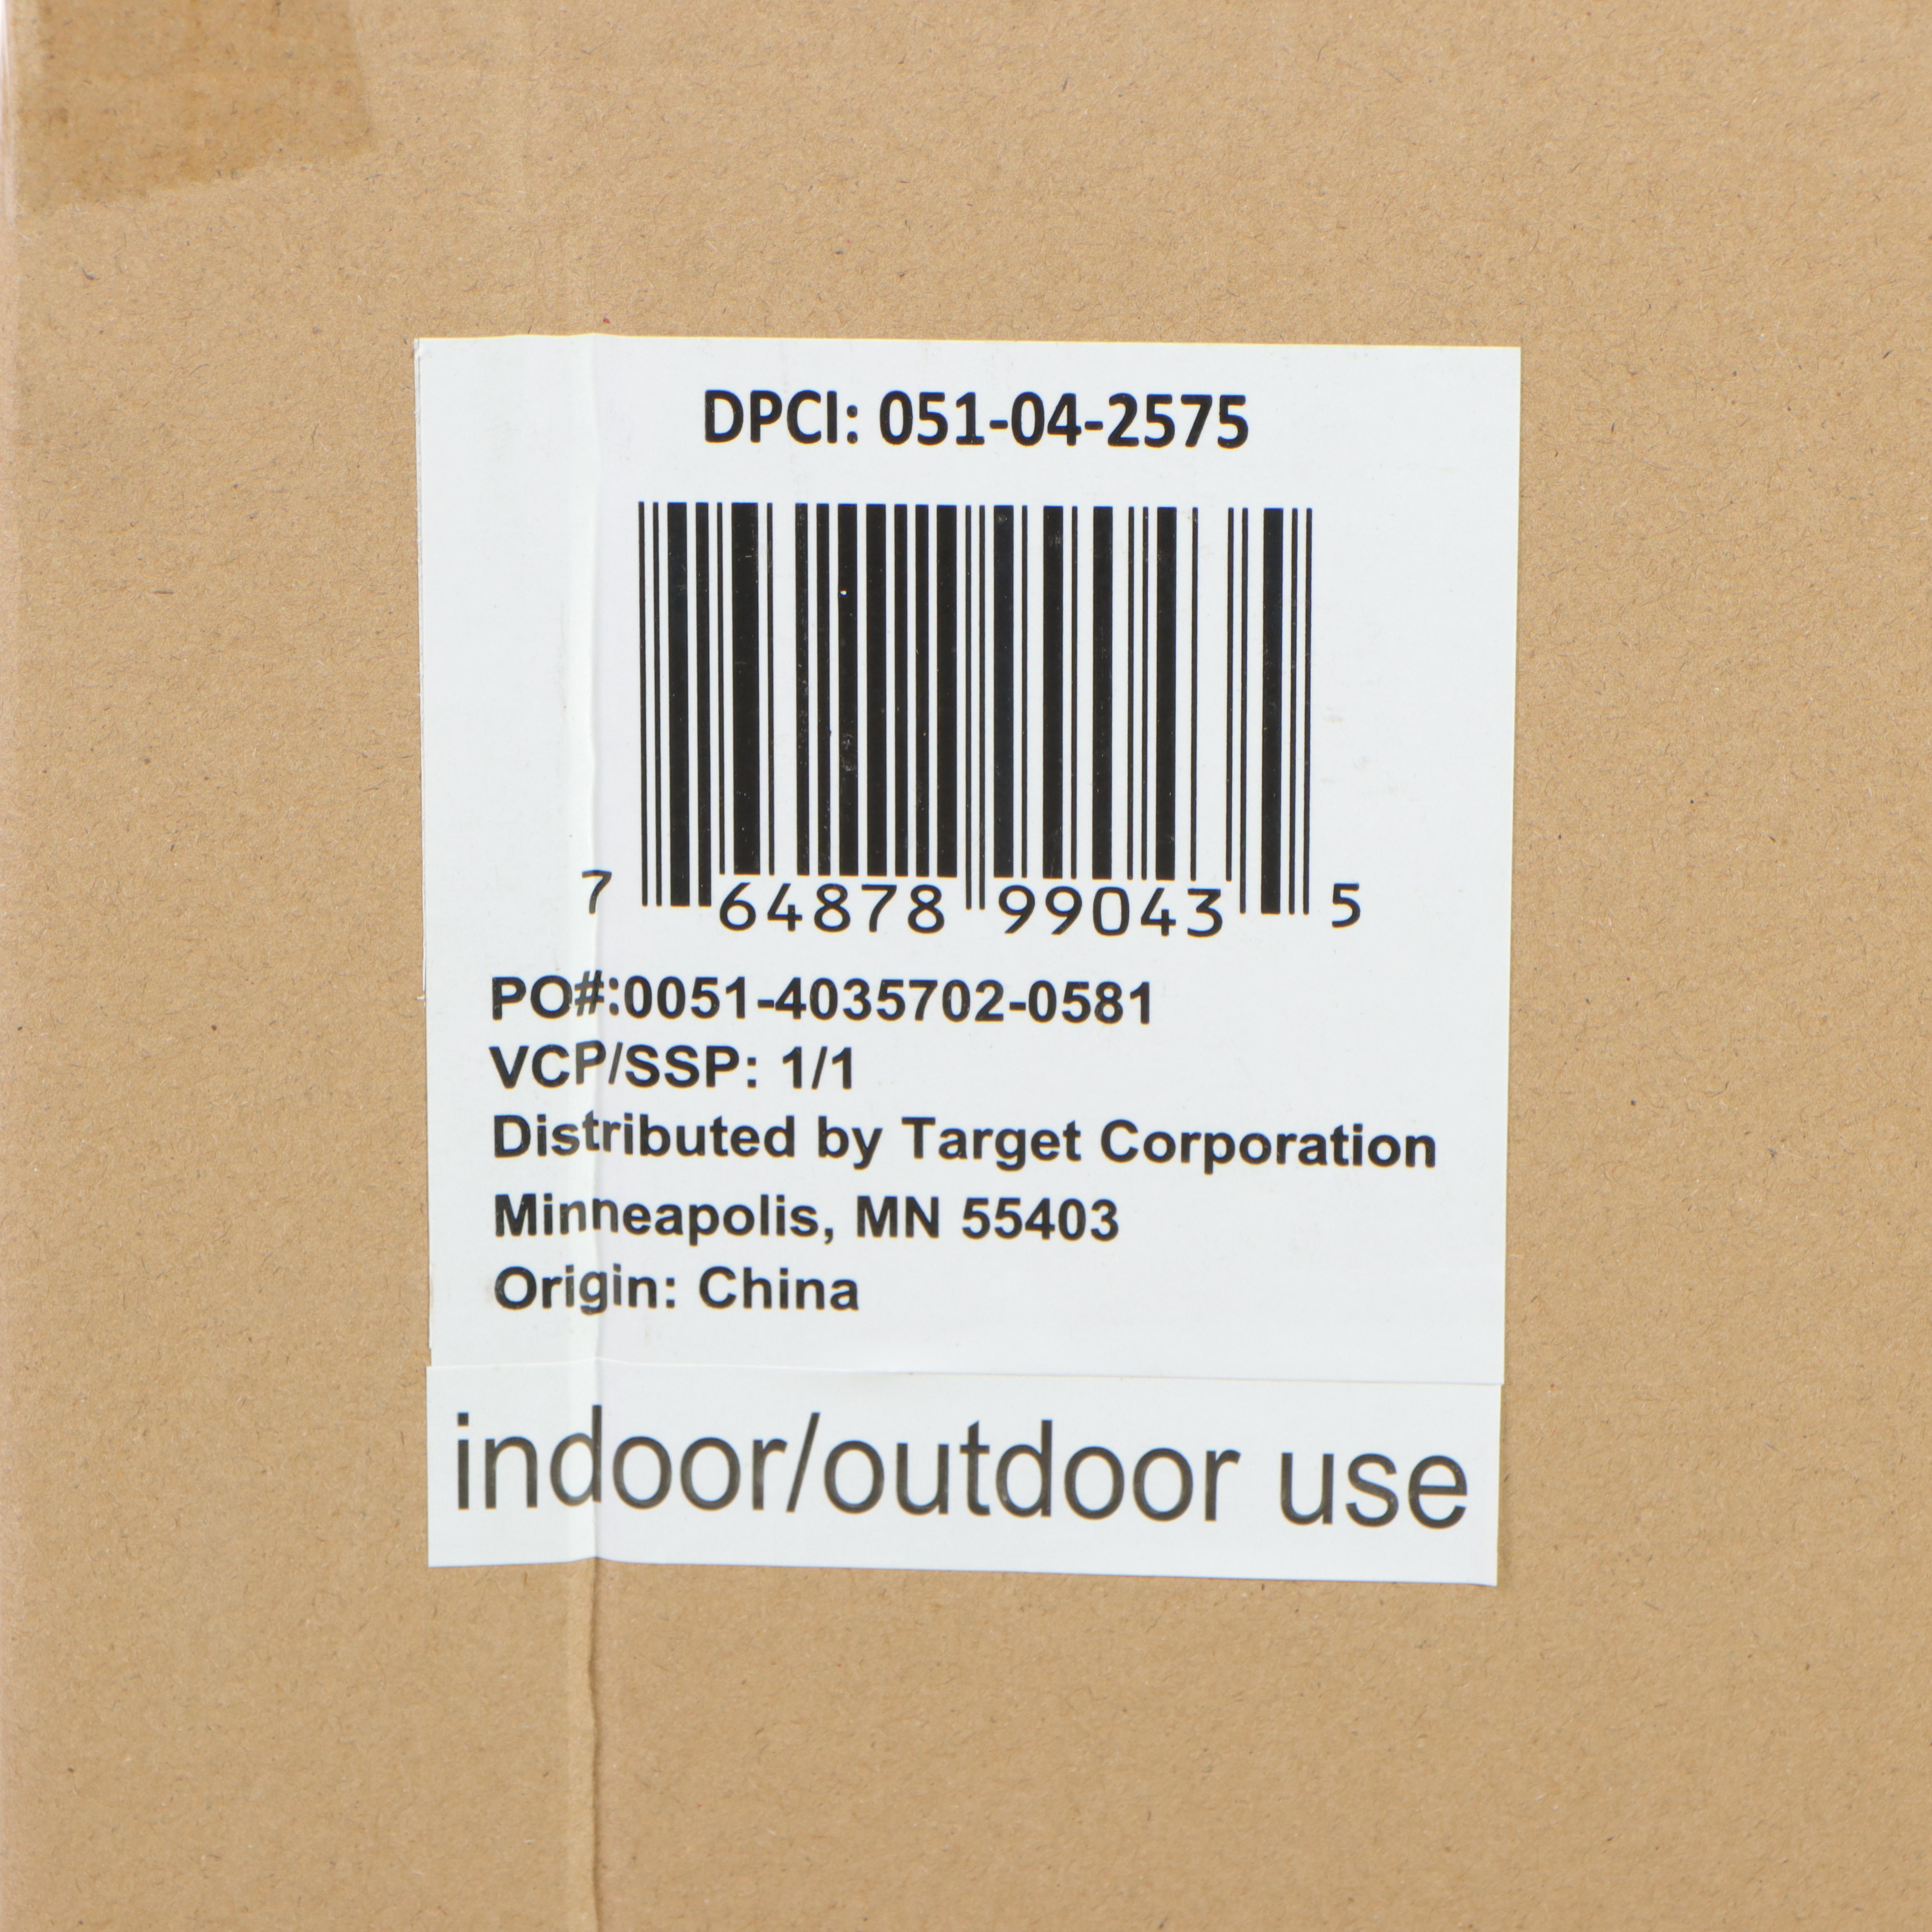 DPCI: 051-04-2575
7 64878 99043 5
PO#:0051-4035702-0581
VCP/SSP: 1/1
Distributed by Target Corporation
Minneapolis, MN 55403
Origin: China
indoor/outdoor use